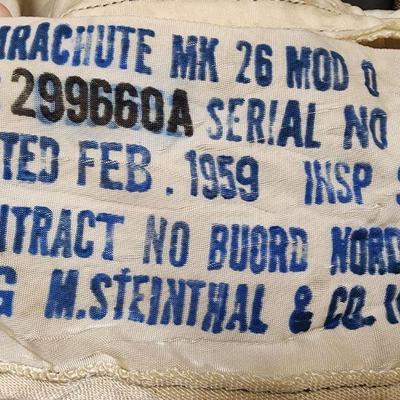 RACHUTE MK 26 MOD 0
299660A SERIAL NO
TED FEB. 1959 INSP
NTRACT NO BUORD NORD
G M.STEINTHAL & CO.